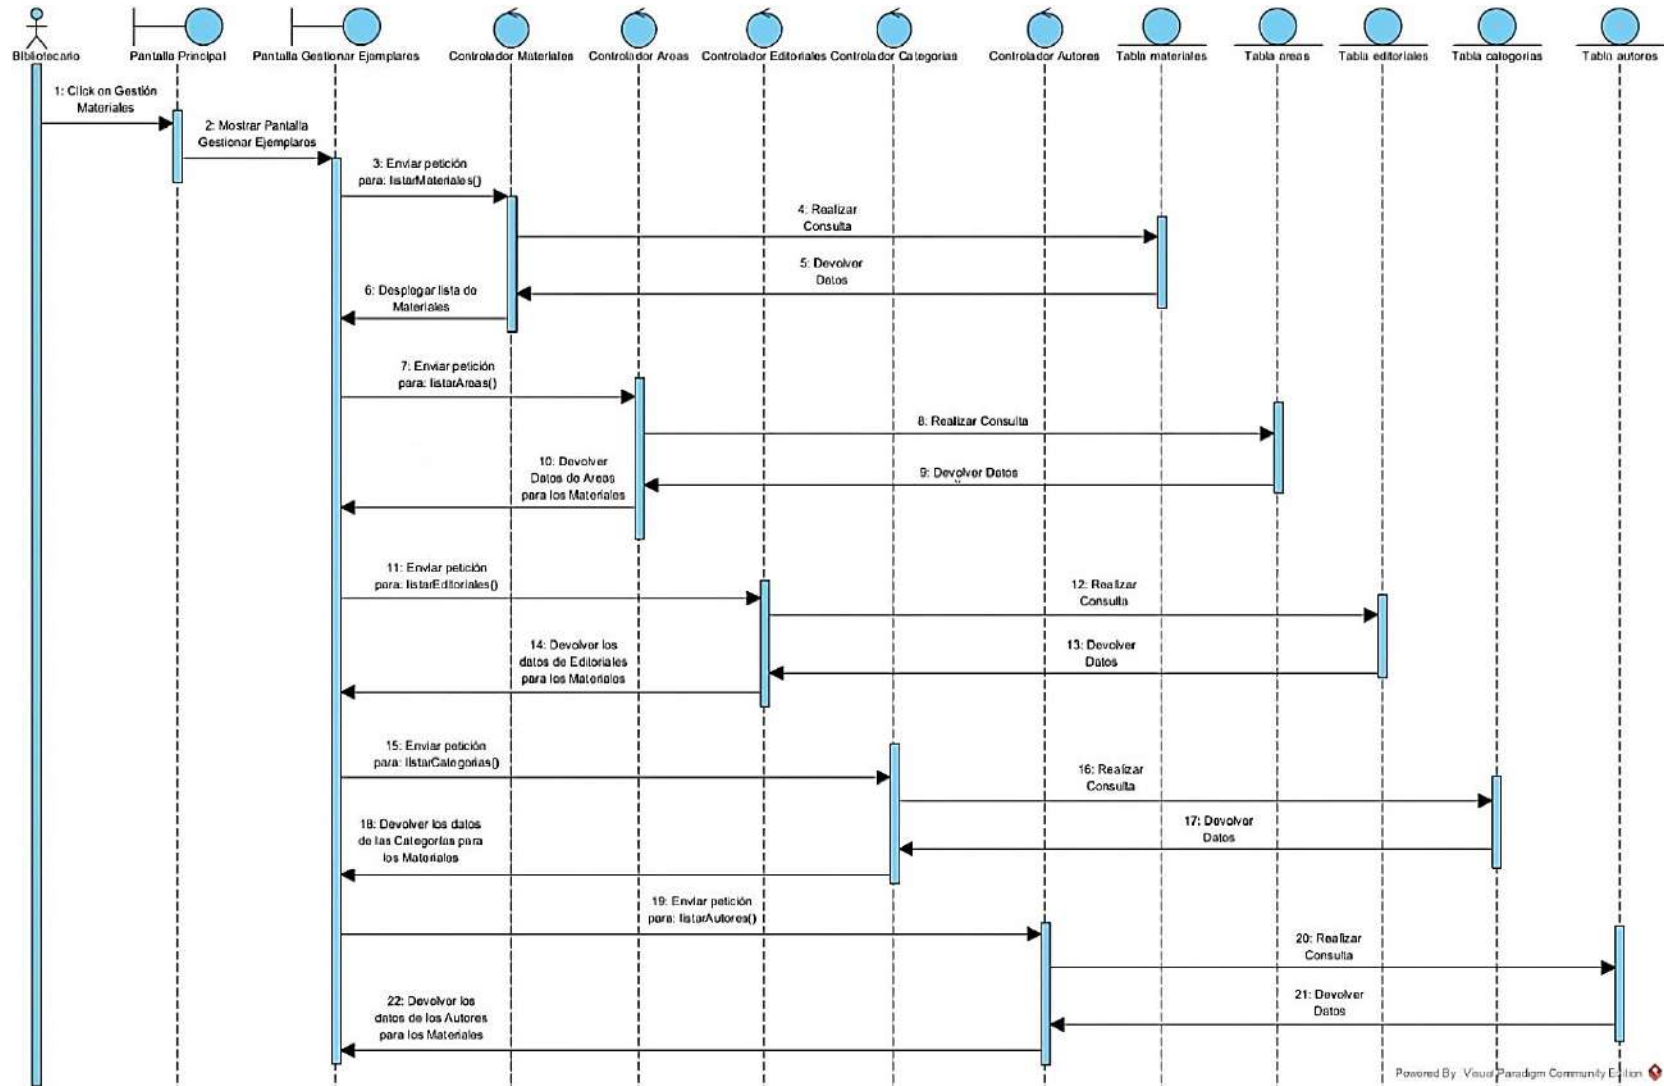 Bibliotecario
Pantalla Principal
Pantalla Gestionar Ejemplares
Controlador Materiales
Controlador Areas
Controlador Editoriales
Controlador Categorias
Controlador Autores
Tabla materiales
Tabla areas
Tabla editoriales
Tabla categorias
Tabla autores
1: Click en Gestión
Materiales
2: Mostrar Pantalla
Gestionar Ejemplares
3: Enviar petición
para: listarMateriales()
4: Realizar
Consulta
5: Devolver
Datos
6: Desplegar lista de
Materiales
7: Enviar petición
para: listarAreas()
8: Realizar Consulta
9: Devolver Datos
10: Devolver
Datos de Areas
para los Materiales
11: Enviar petición
para: listarEditoriales()
12: Realizar
Consulta
13: Devolver
Datos
14: Devolver los
datos de Editoriales
para los Materiales
15: Enviar petición
para: listarCategorias()
16: Realizar
Consulta
17: Devolver
Datos
18: Devolver los datos
de las Categorías para
los Materiales
19: Enviar petición
para: listarAutores()
20: Realizar
Consulta
21: Devolver
Datos
22: Devolver los
datos de los Autores
para los Materiales
Powered By Visual Paradigm Community Edition